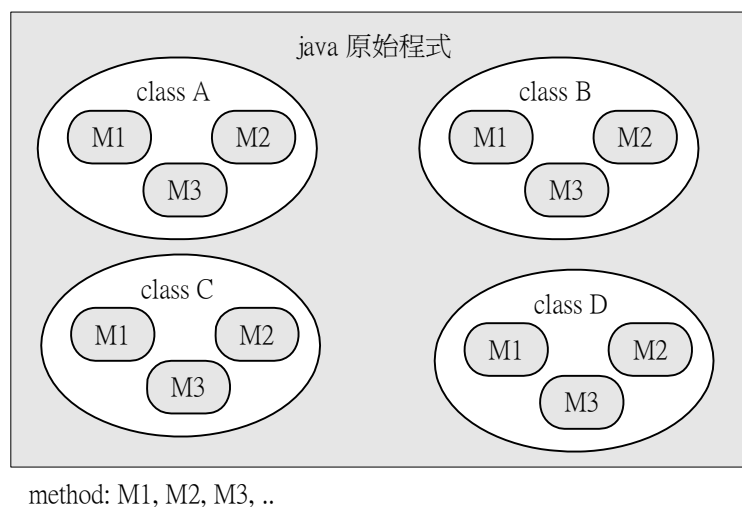 java 原始程式
class A
M1
M2
M3
class B
M1
M2
M3
class C
M1
M2
M3
class D
M1
M2
M3
method: M1, M2, M3, ..